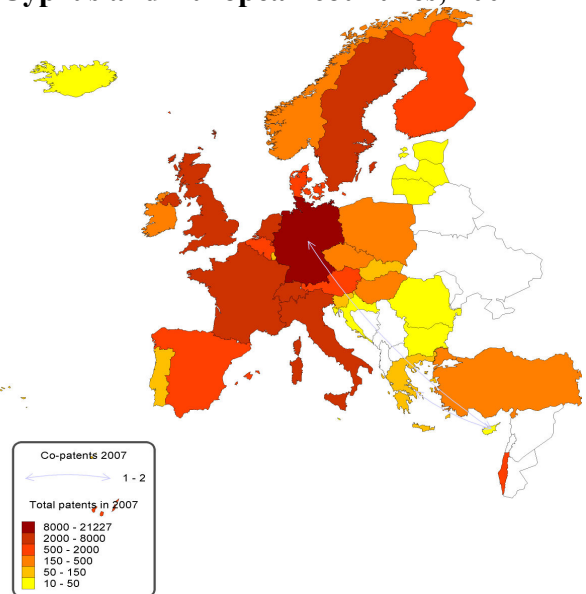 Co-patents 2007
1 - 2
Total patents in 2007
8000 - 21227
2000 - 8000
500 - 2000
150 - 500
50 - 150
10 - 50